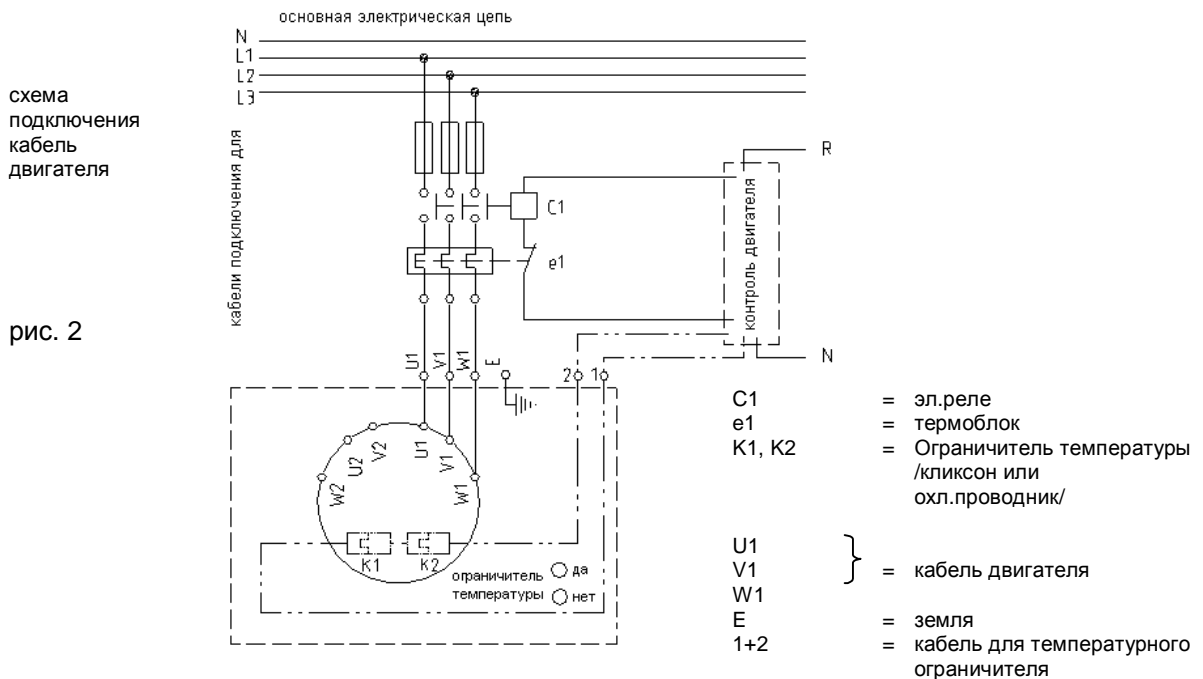 основная электрическая цепь
N
L1
L2
L3
схема
подключения
кабель
двигателя
кабели подключения для
R
C1
контроль двигателя
e1
рис. 2
N
U1 V1 W1 E
2 1
W2 U2 V2 U1 V1 W1
K1 K2
ограничитель да
температуры нет
C1 = эл.реле
e1 = термоблок
K1, K2 = Ограничитель температуры
/кликсон или
охл.проводник/
U1
V1 } = кабель двигателя
W1
E = земля
1+2 = кабель для температурного
ограничителя